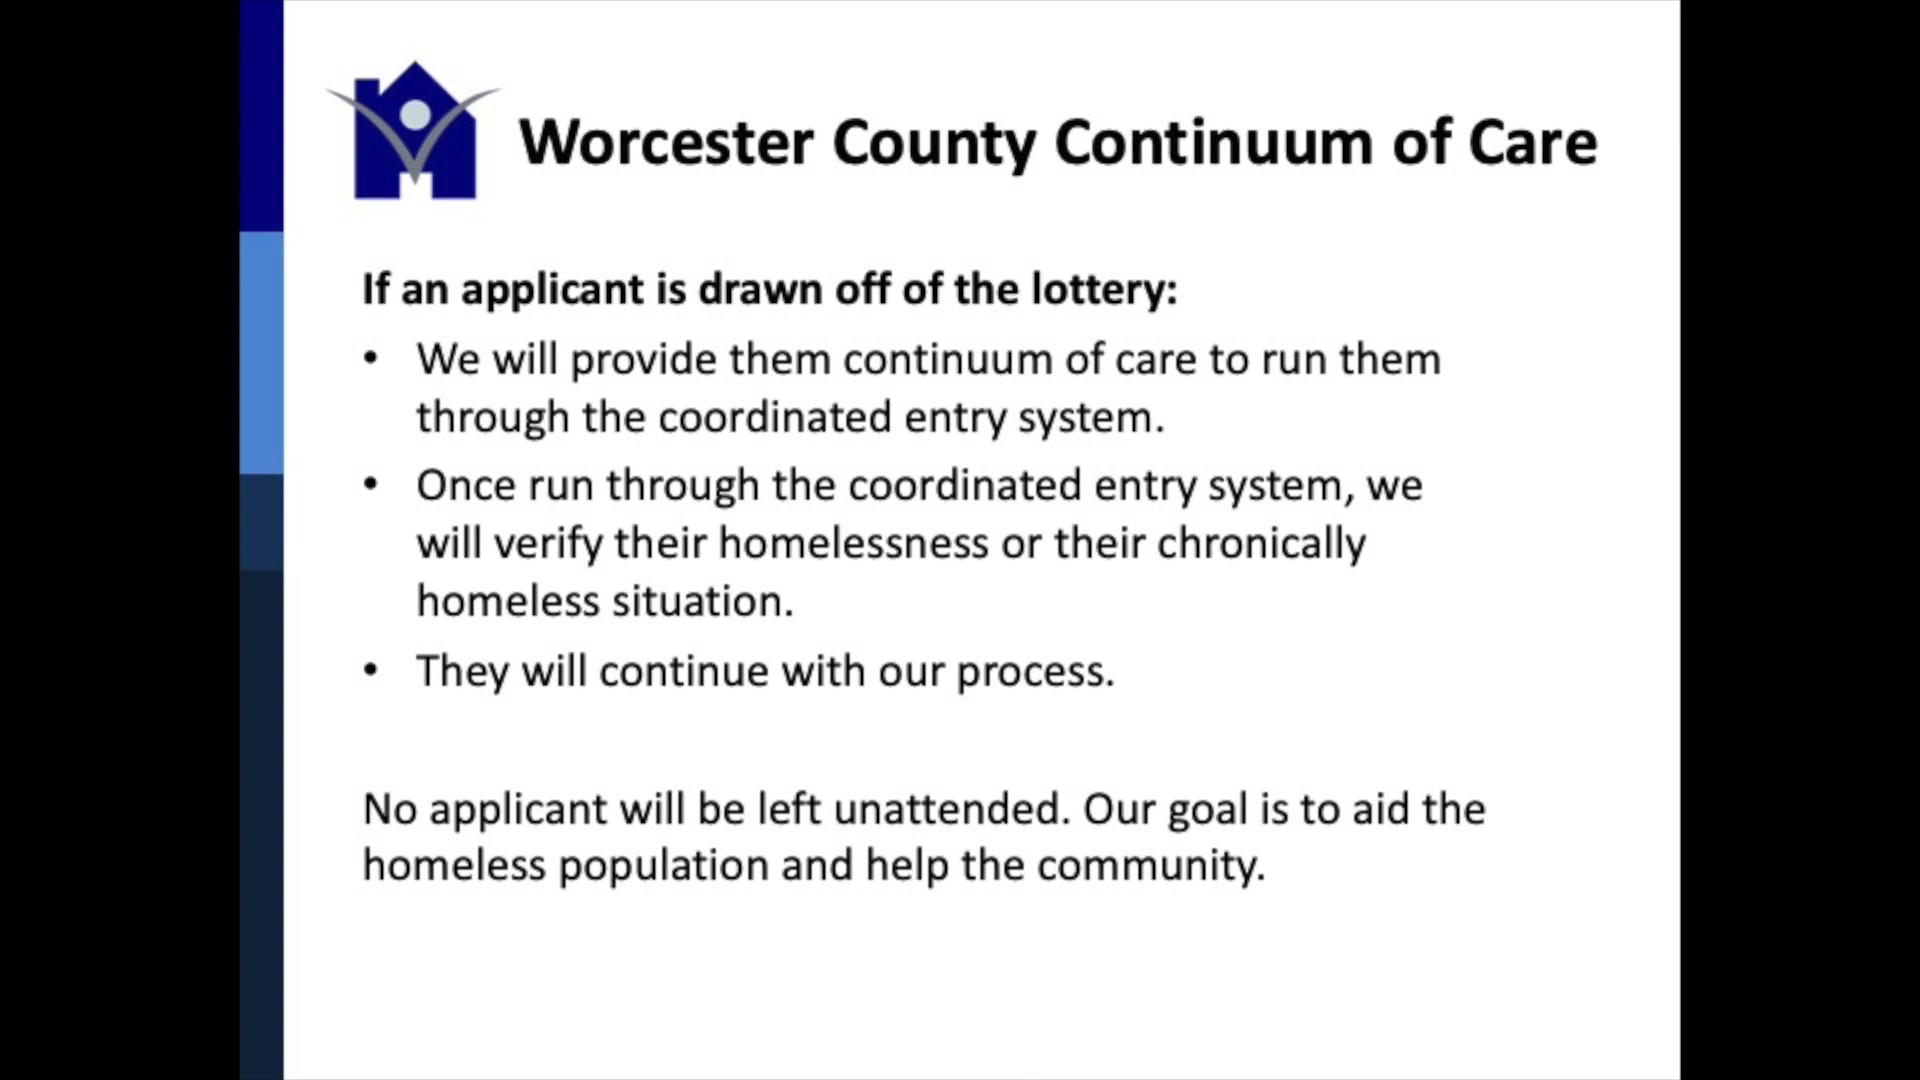 Worcester County Continuum of Care
If an applicant is drawn off of the lottery:
• We will provide them continuum of care to run them
through the coordinated entry system.
• Once run through the coordinated entry system, we
will verify their homelessness or their chronically
homeless situation.
• They will continue with our process.
No applicant will be left unattended. Our goal is to aid the
homeless population and help the community.